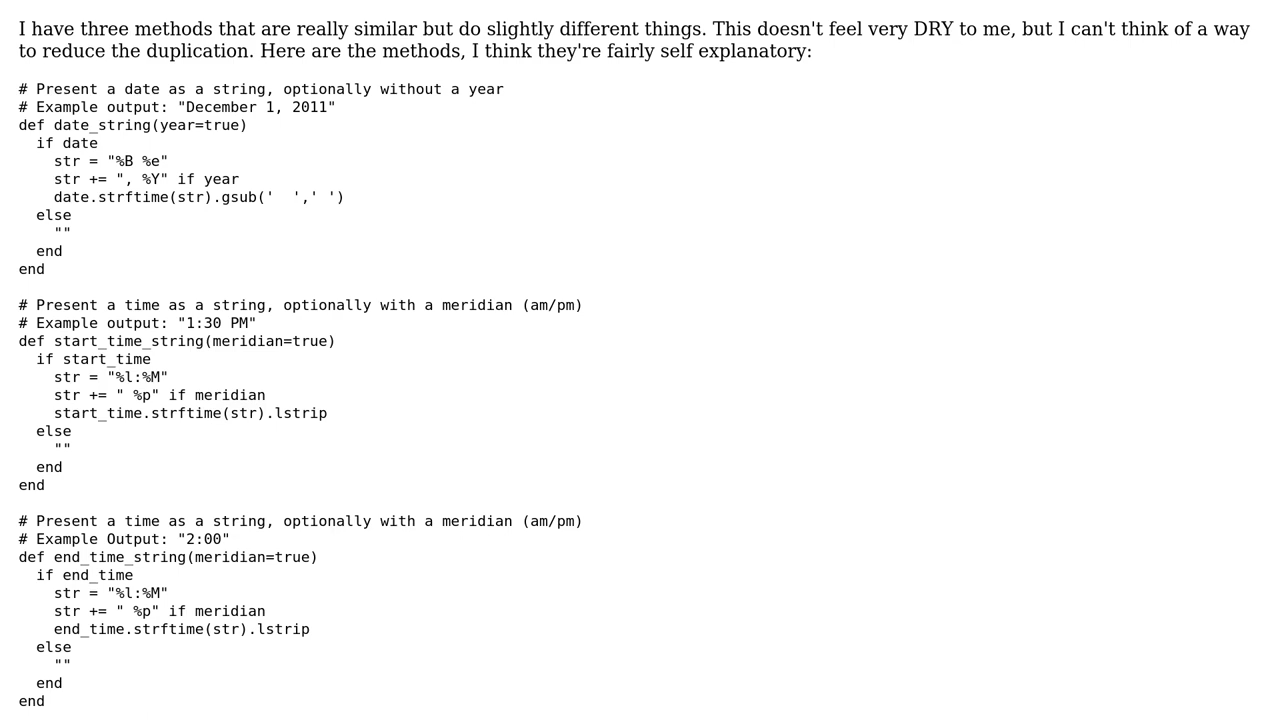 I have three methods that are really similar but do slightly different things. This doesn't feel very DRY to me, but I can't think of a way
to reduce the duplication. Here are the methods, I think they're fairly self explanatory:

# Present a date as a string, optionally without a year
# Example output: "December 1, 2011"
def date_string(year=true)
  if date
    str = "%B %e"
    str += ", %Y" if year
    date.strftime(str).gsub('  ',' ')
  else
    ""
  end
end

# Present a time as a string, optionally with a meridian (am/pm)
# Example output: "1:30 PM"
def start_time_string(meridian=true)
  if start_time
    str = "%l:%M"
    str += " %p" if meridian
    start_time.strftime(str).lstrip
  else
    ""
  end
end

# Present a time as a string, optionally with a meridian (am/pm)
# Example Output: "2:00"
def end_time_string(meridian=true)
  if end_time
    str = "%l:%M"
    str += " %p" if meridian
    end_time.strftime(str).lstrip
  else
    ""
  end
end